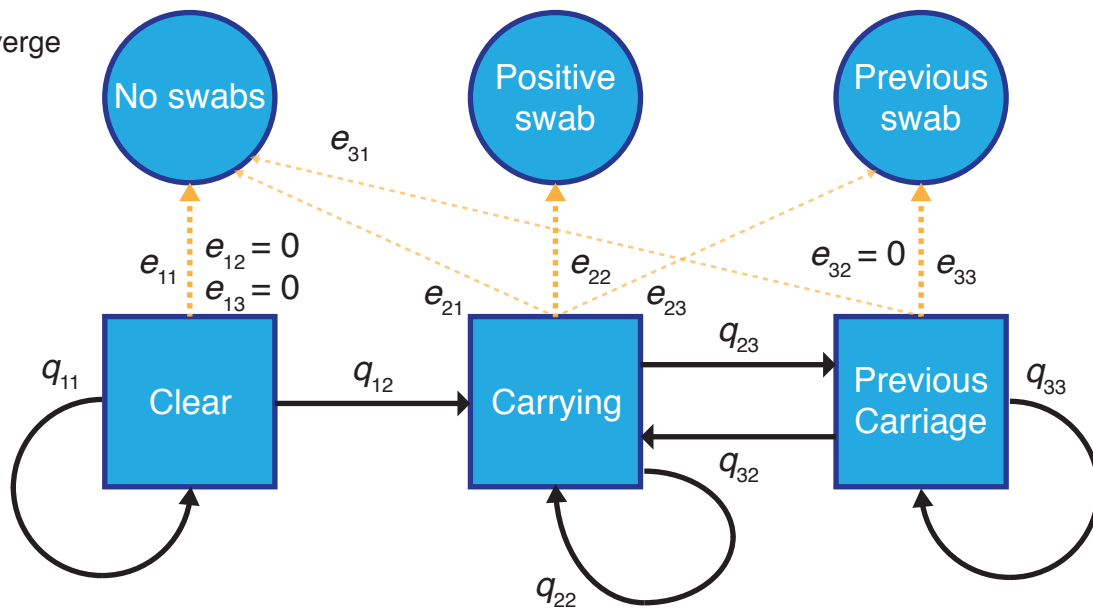 verge
No swabs
Positive
swab
Previous
swab
e31
e11
e12 = 0
e13 = 0
e21
e22
e23
e32 = 0
e33
q11
Clear
q12
Carrying
q23
q32
Previous
Carriage
q33
q22